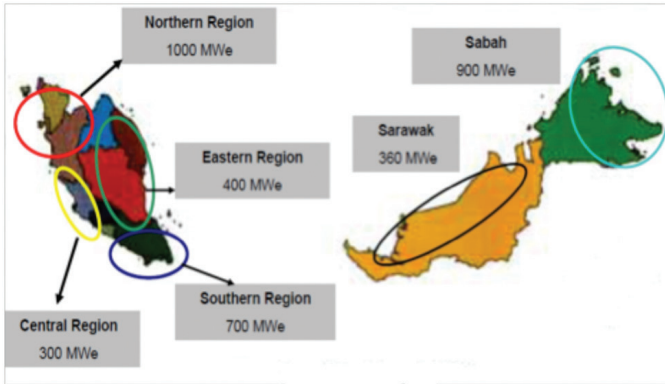 Northern Region
1000 MWe
Sabah
900 MWe
Sarawak
360 MWe
Eastern Region
400 MWe
Southern Region
700 MWe
Central Region
300 MWe